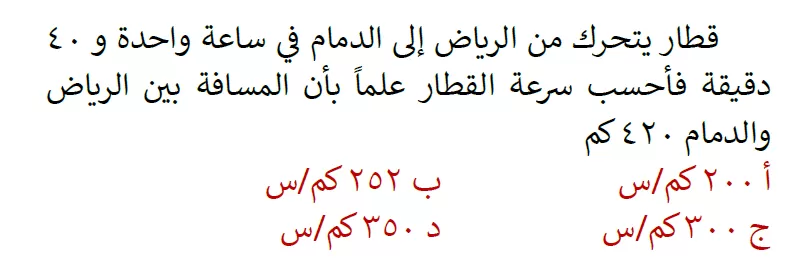 قطار يتحرك من الرياض إلى الدمام في ساعة واحدة و ٤٠
دقيقة فأحسب سرعة القطار علماً بأن المسافة بين الرياض
والدمام ٤٢٠ كم
أ ٢٠٠ كم/س ب ٢٥٢ كم/س
ج ٣٠٠ كم/س د ٣٥٠ كم/س